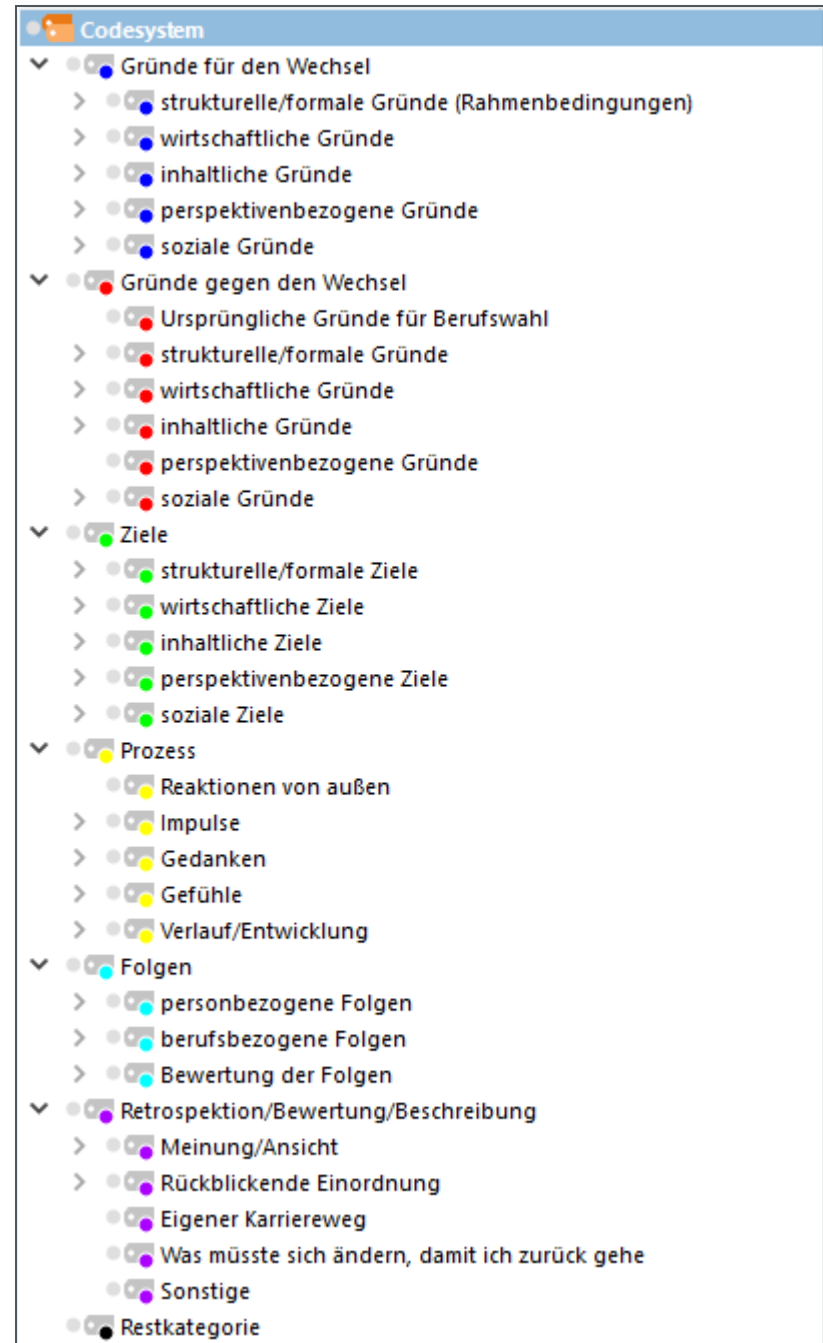 Codesystem
Gründe für den Wechsel
strukturelle/formale Gründe (Rahmenbedingungen)
wirtschaftliche Gründe
inhaltliche Gründe
perspektivenbezogene Gründe
soziale Gründe
Gründe gegen den Wechsel
Ursprüngliche Gründe für Berufswahl
strukturelle/formale Gründe
wirtschaftliche Gründe
inhaltliche Gründe
perspektivenbezogene Gründe
soziale Gründe
Ziele
strukturelle/formale Ziele
wirtschaftliche Ziele
inhaltliche Ziele
perspektivenbezogene Ziele
soziale Ziele
Prozess
Reaktionen von außen
Impulse
Gedanken
Gefühle
Verlauf/Entwicklung
Folgen
personbezogene Folgen
berufsbezogene Folgen
Bewertung der Folgen
Retrospektion/Bewertung/Beschreibung
Meinung/Ansicht
Rückblickende Einordnung
Eigener Karriereweg
Was müsste sich ändern, damit ich zurück gehe
Sonstige
Restkategorie